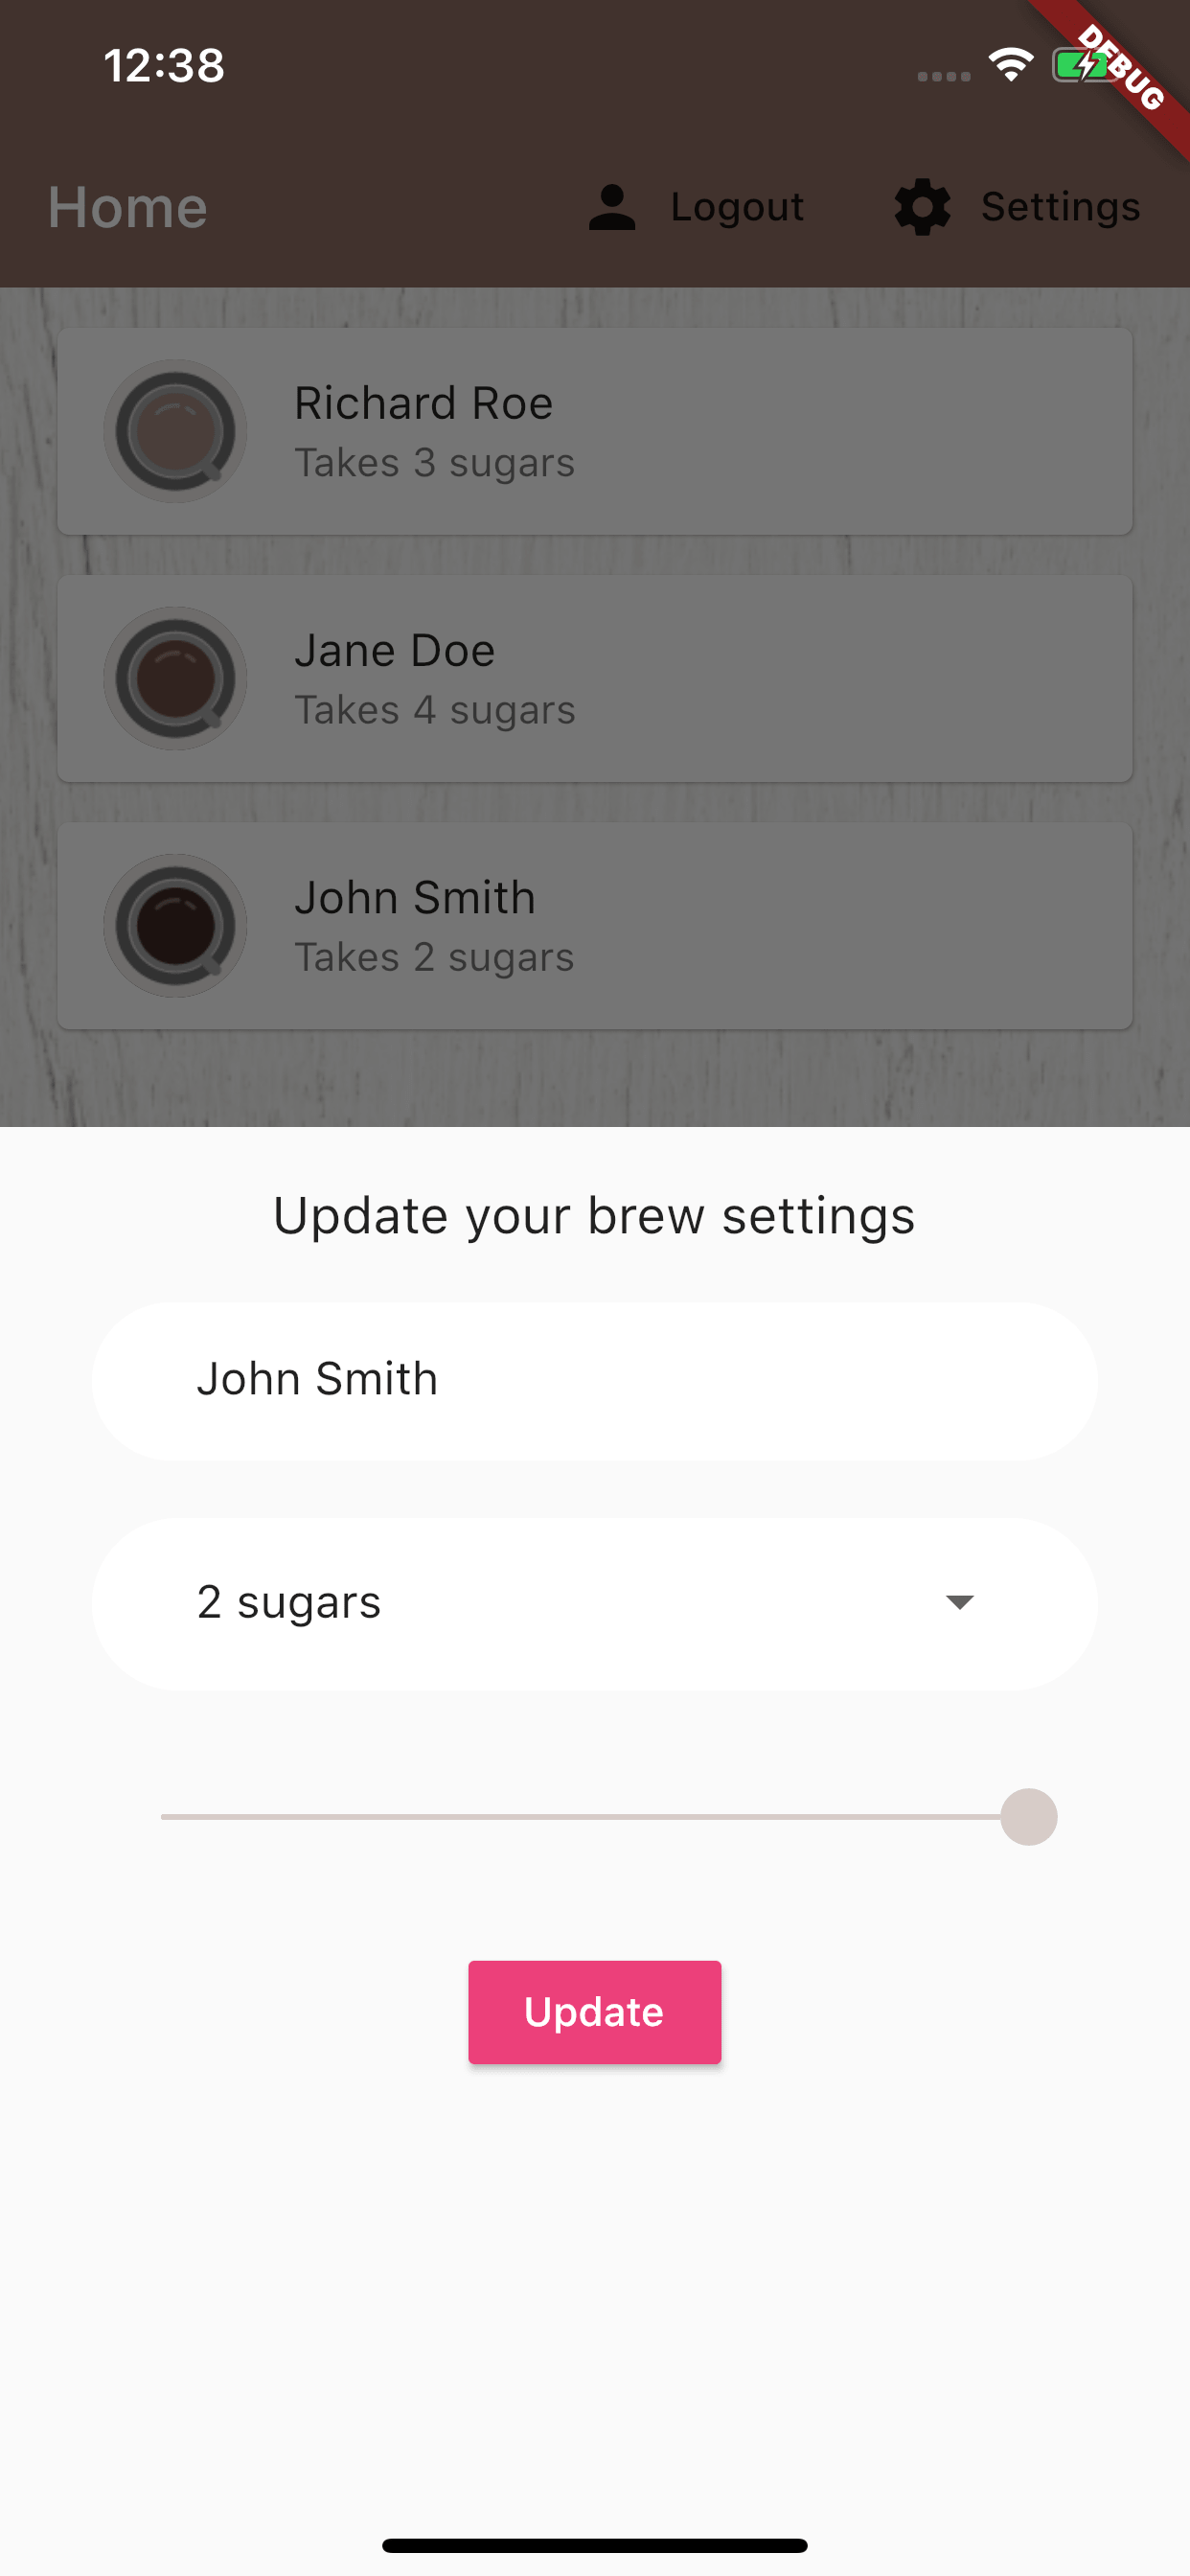 12:38
DEBUG
Home
Logout
Settings
Richard Roe
Takes 3 sugars
Jane Doe
Takes 4 sugars
John Smith
Takes 2 sugars
Update your brew settings
John Smith
2 sugars
Update